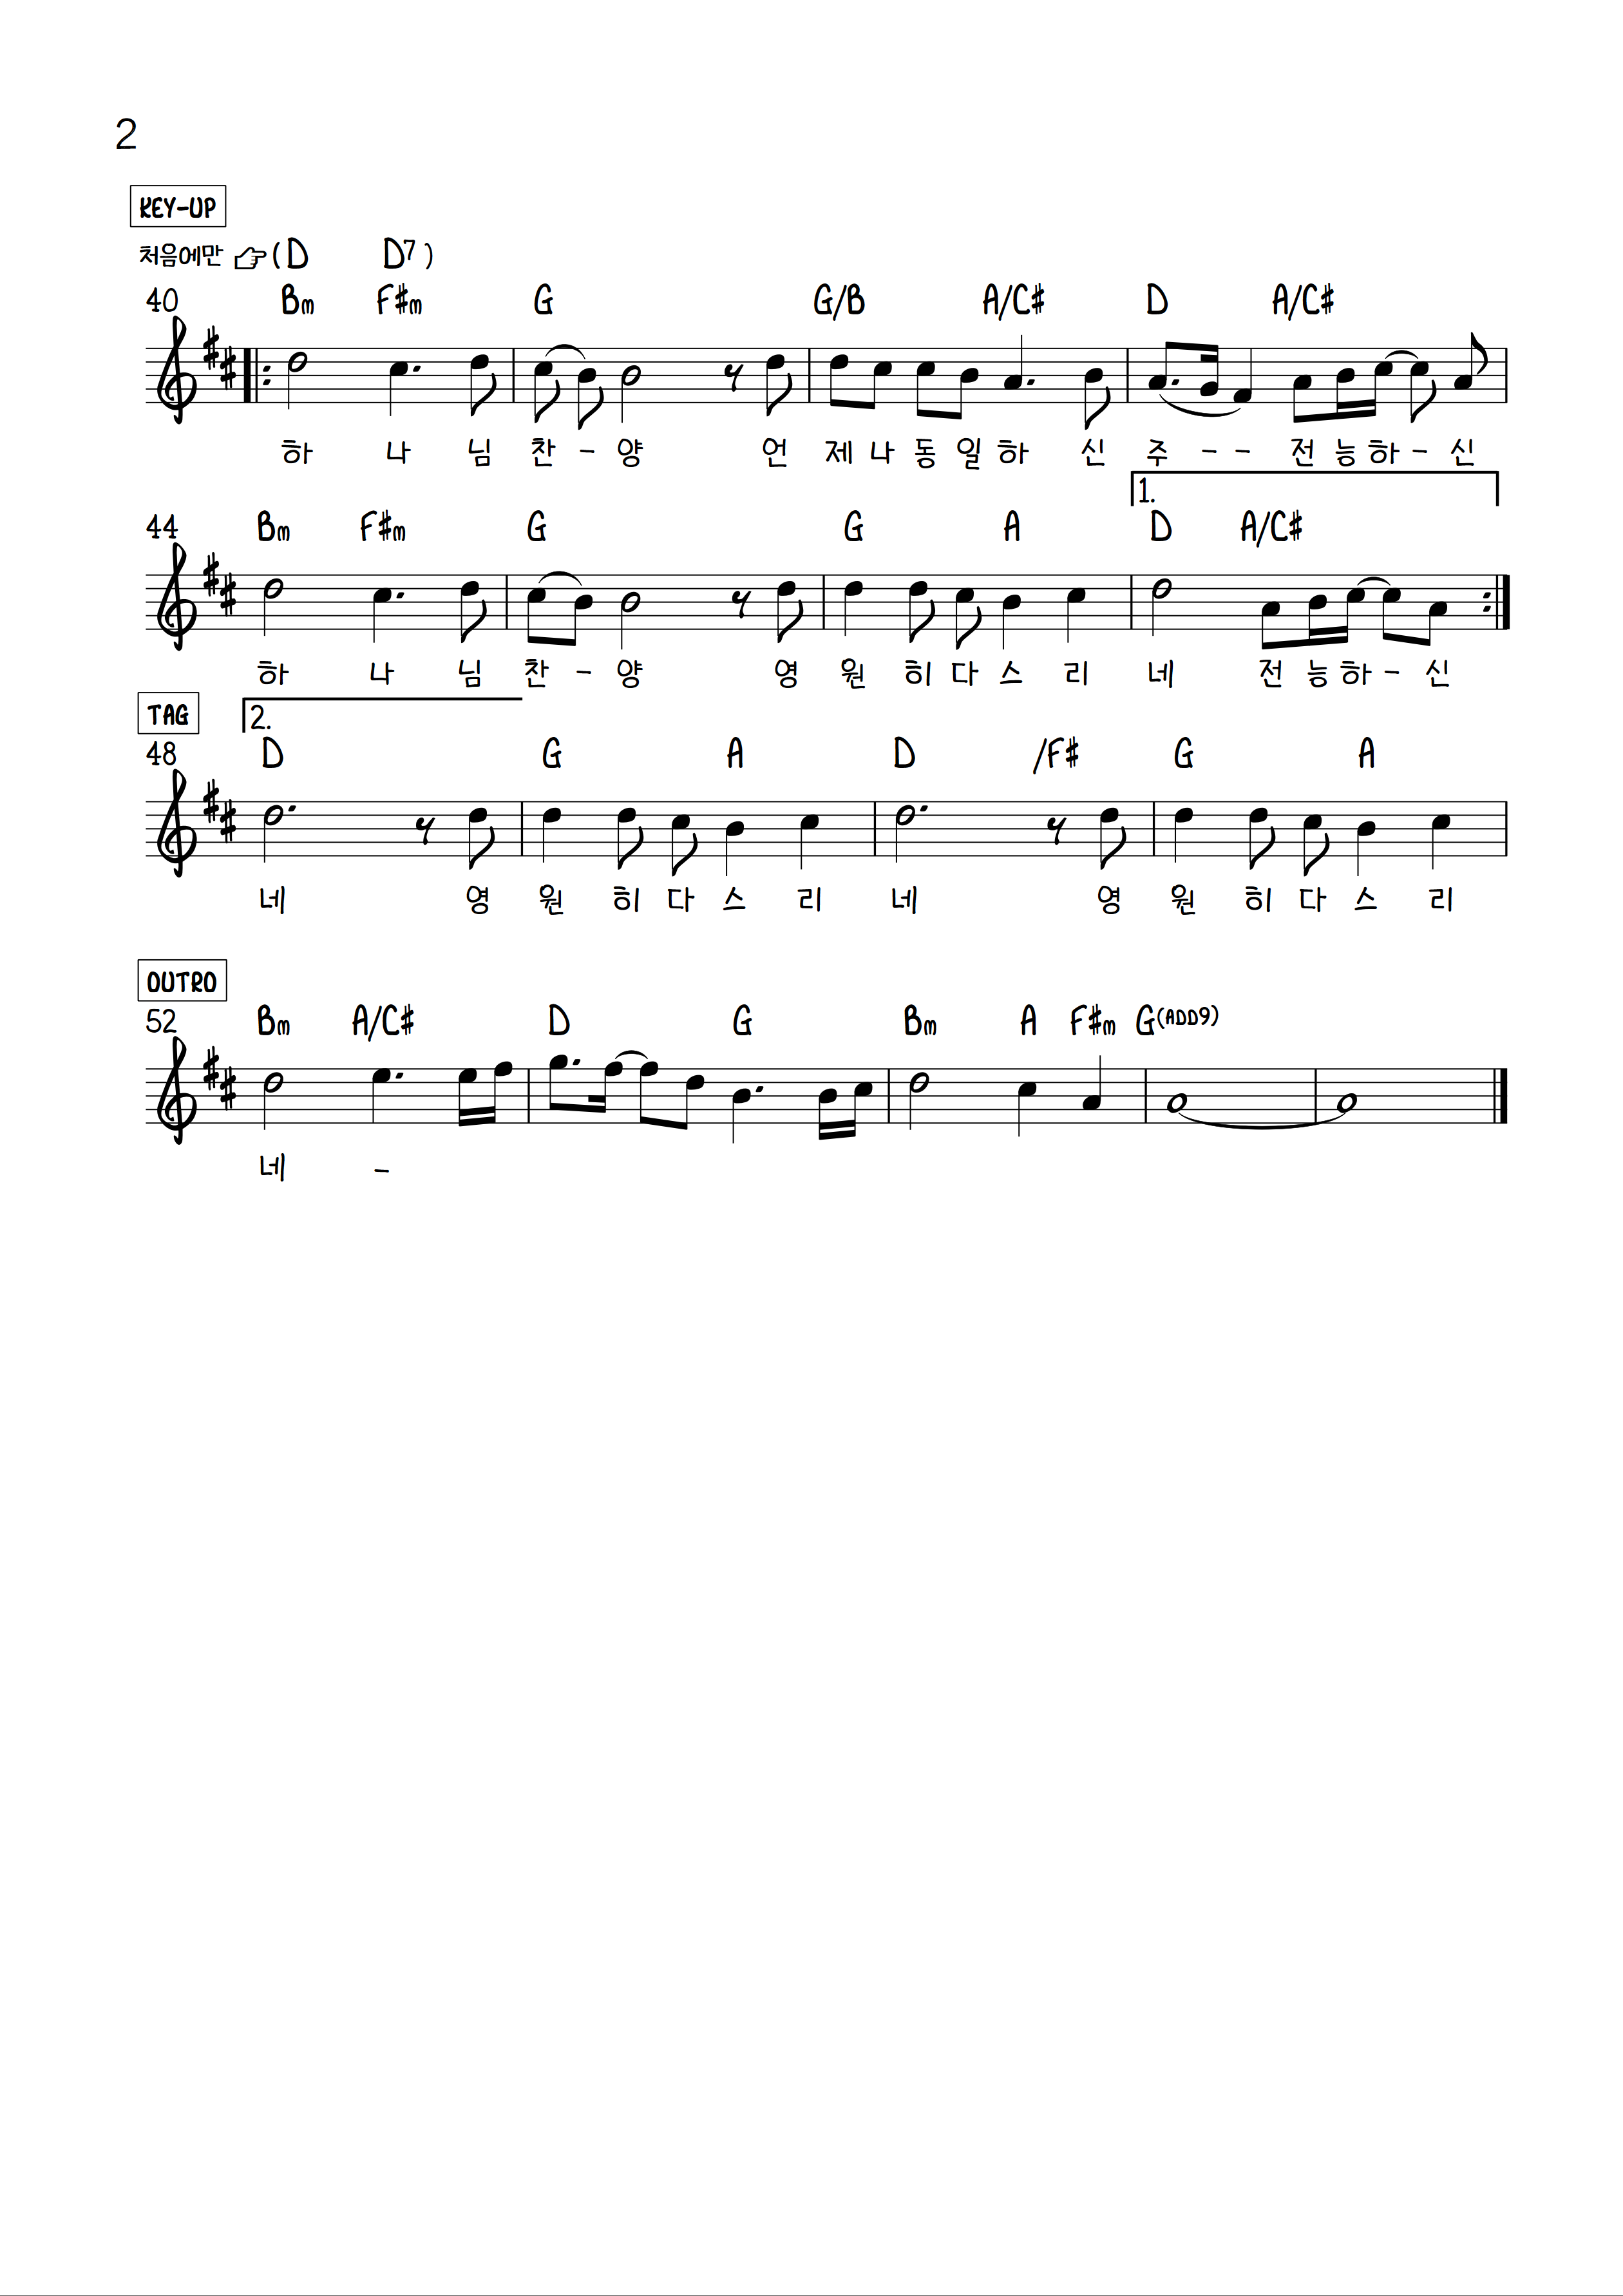 2
KEY-UP
처음에만 ☞ ( D D7 )
40 Bm F#m G G/B A/C# D A/C#
하 나 님 찬 - 양 언 제 나 동 일 하 신 주 - - 전 능 하 - 신
1.
44 Bm F#m G G A D A/C#
하 나 님 찬 - 양 영 원 히 다 스 리 네 전 능 하 - 신
TAG 2.
48 D G A D /F# G A
네 영 원 히 다 스 리 네 영 원 히 다 스 리
OUTRO
52 Bm A/C# D G Bm A F#m G(ADD9)
네 -